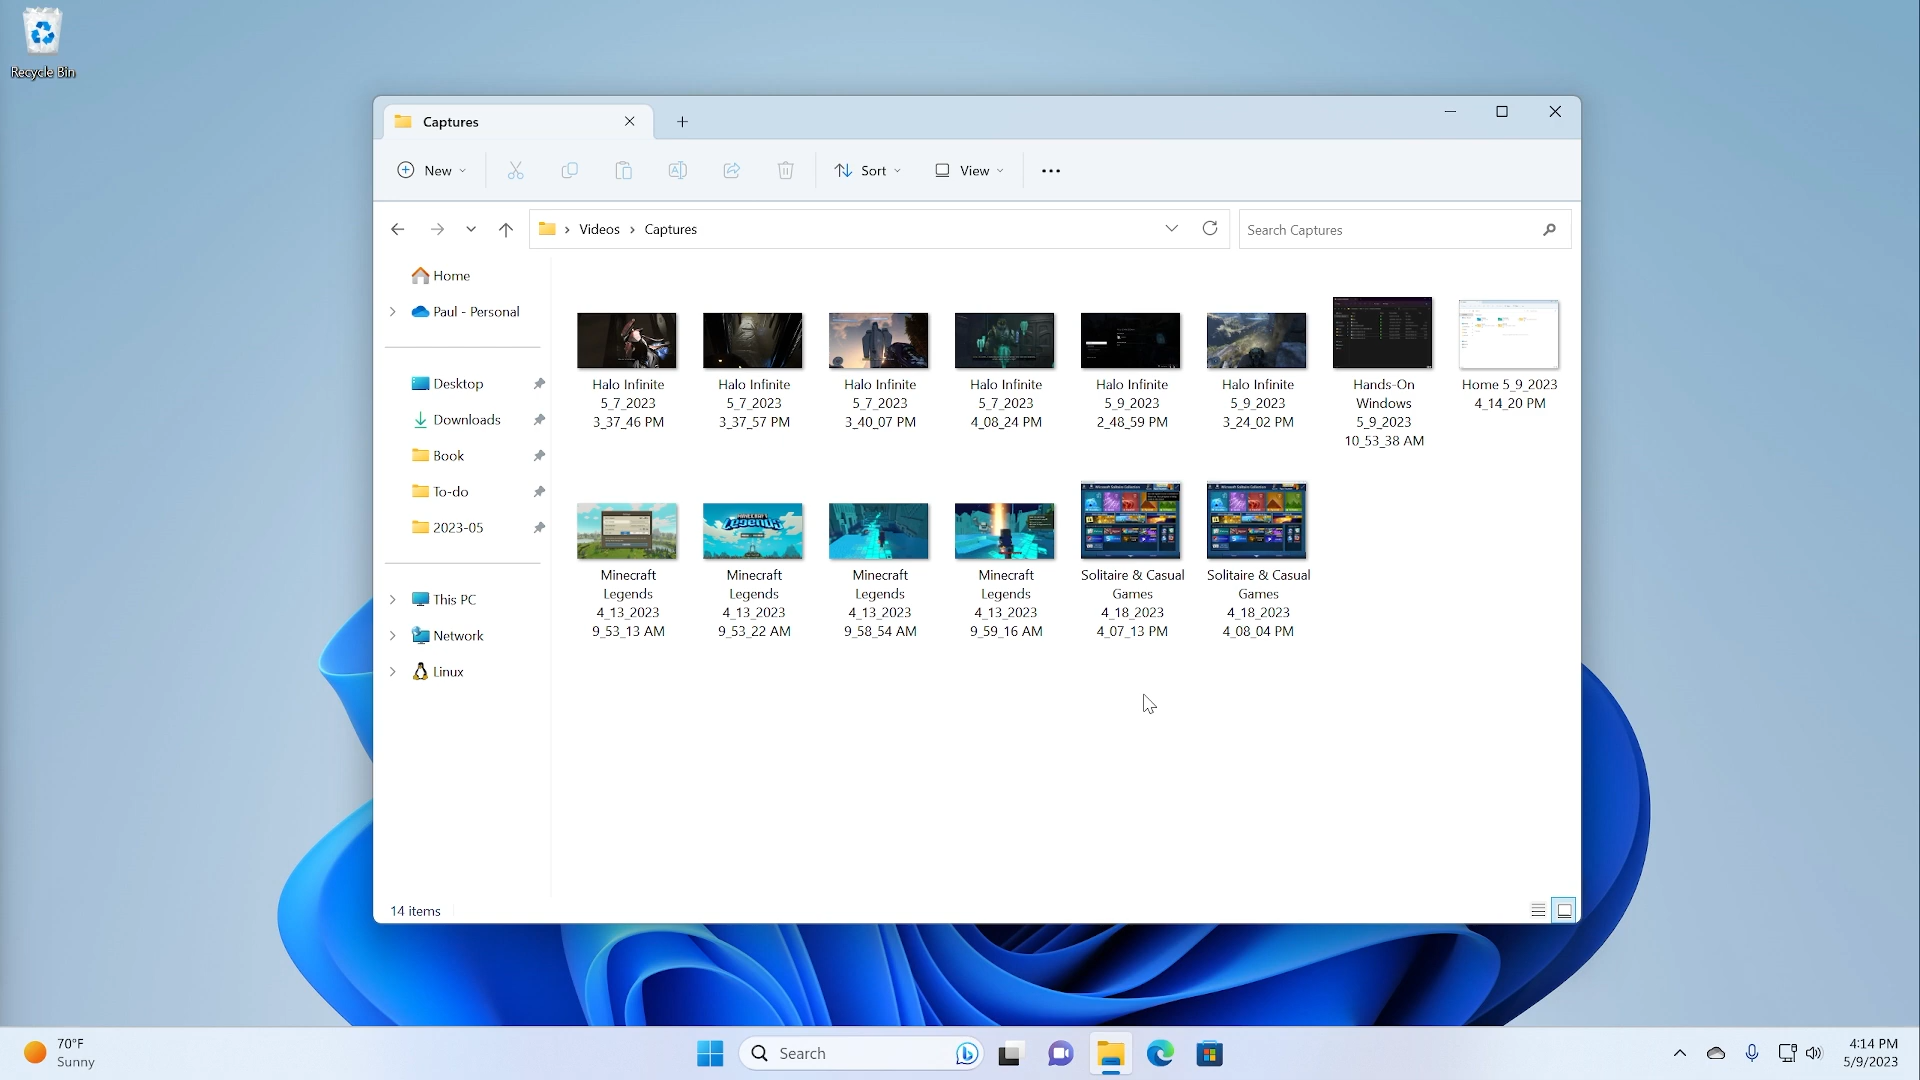 Recycle Bin
Captures
New
Sort
View
Videos
Captures
Search Captures
Home
Paul - Personal
Desktop
Downloads
Book
To-do
2023-05
This PC
Network
Linux
Halo Infinite
5_7_2023
3_37_46 PM
Halo Infinite
5_7_2023
3_37_57 PM
Halo Infinite
5_7_2023
3_40_07 PM
Halo Infinite
5_7_2023
4_08_24 PM
Halo Infinite
5_9_2023
2_48_59 PM
Halo Infinite
5_9_2023
3_24_02 PM
Hands-On
Windows
5_9_2023
10_53_38 AM
Home 5_9_2023
4_14_20 PM
MINECRAFT
Legends
Minecraft
Legends
4_13_2023
9_53_13 AM
Minecraft
Legends
4_13_2023
9_53_22 AM
Minecraft
Legends
4_13_2023
9_58_54 AM
Minecraft
Legends
4_13_2023
9_59_16 AM
Solitaire & Casual
Games
4_18_2023
4_07_13 PM
Solitaire & Casual
Games
4_18_2023
4_08_04 PM
14 items
70°F
Sunny
Search
4:14 PM
5/9/2023